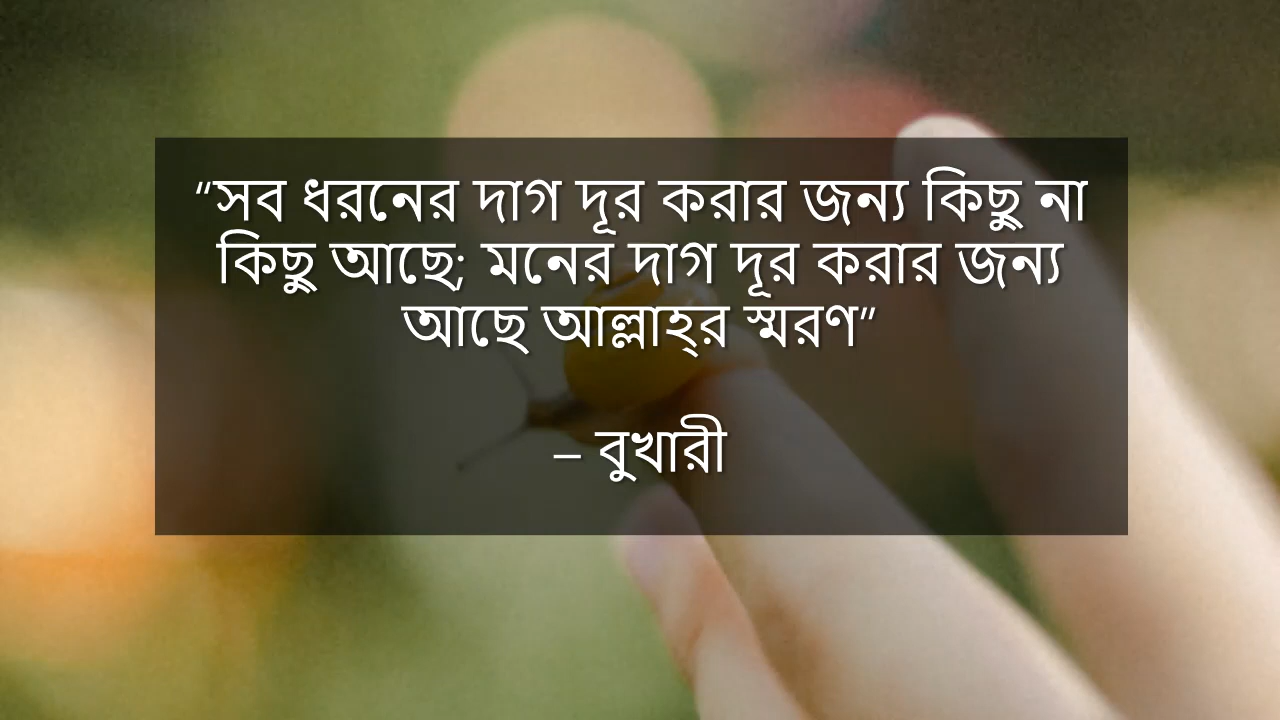 “সব ধরনের দাগ দূর করার জন্য কিছু না
কিছু আছে; মনের দাগ দূর করার জন্য
আছে আল্লাহ্‌র স্মরণ”
– বুখারী